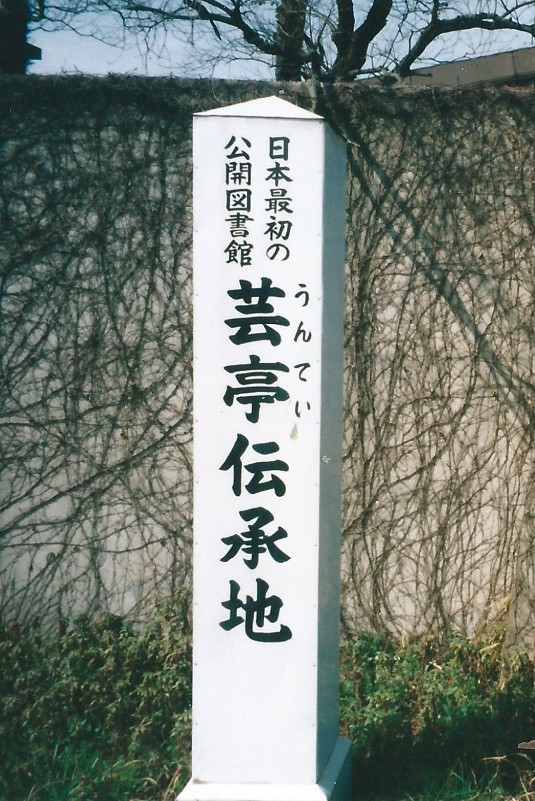 日本最初の
公開図書館
芸亭伝承地
うんてい